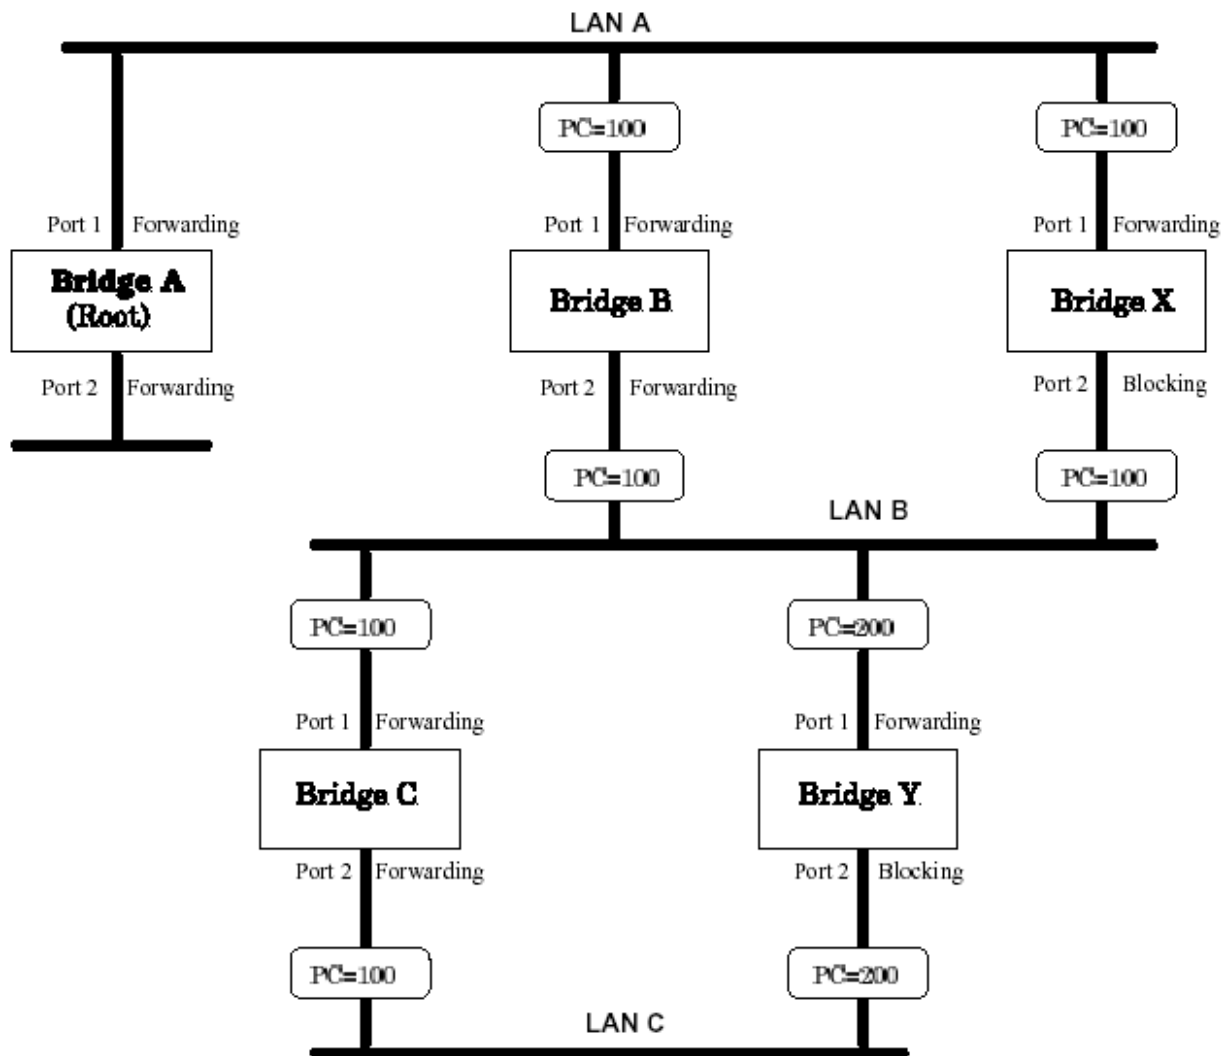 LAN A
PC=100
PC=100
Port 1 Forwarding
Port 1 Forwarding
Port 1 Forwarding
Bridge A
(Root)
Bridge B
Bridge X
Port 2 Forwarding
Port 2 Forwarding
Port 2 Blocking
PC=100
PC=100
LAN B
PC=100
PC=200
Port 1 Forwarding
Port 1 Forwarding
Bridge C
Bridge Y
Port 2 Forwarding
Port 2 Blocking
PC=100
PC=200
LAN C